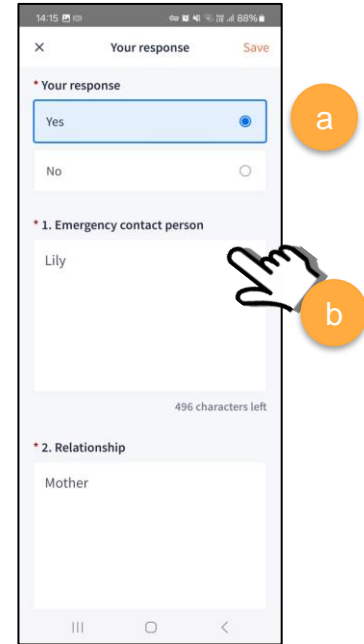 14:15 88%
Your response Save
* Your response
Yes
a
No
* 1. Emergency contact person
Lily
b
496 characters left
* 2. Relationship
Mother